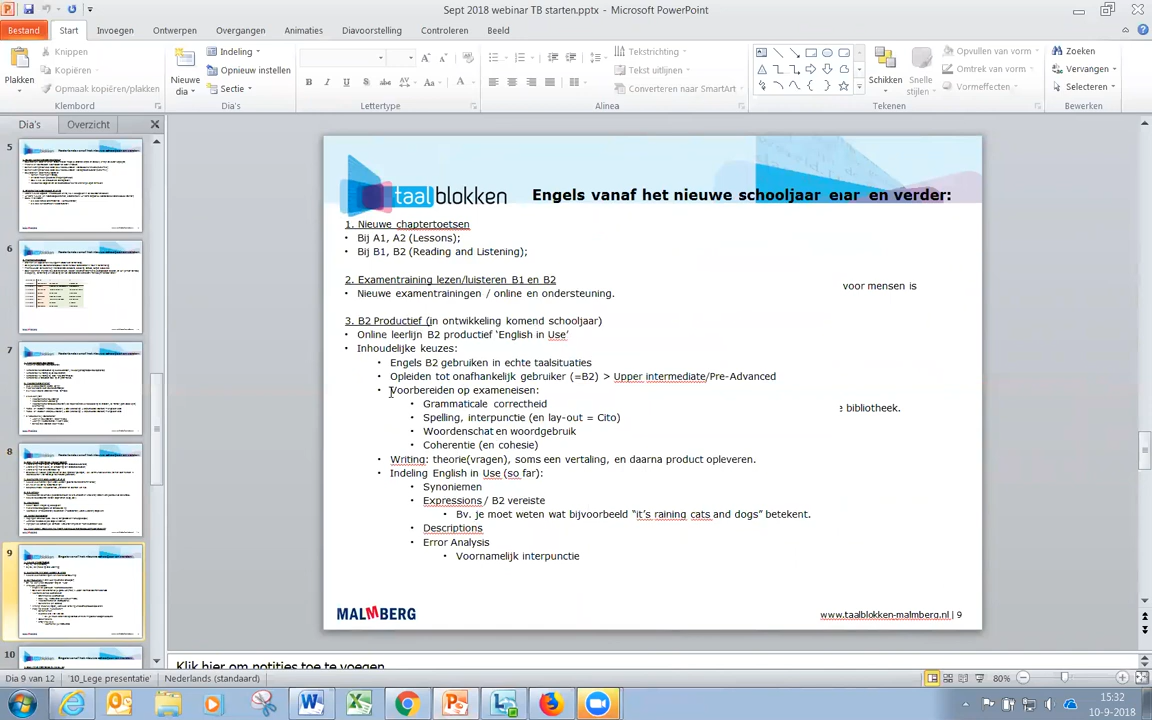 Sept 2018 webinar TB starten.pptx - Microsoft PowerPoint
Bestand Start Invoegen Ontwerpen Overgangen Animaties Diavoorstelling Controleren Beeld
Knippen
Kopiëren
Opmaak kopiëren/plakken
Plakken
Klembord
Nieuwe dia
Indeling
Opnieuw instellen
Sectie
Dia's
Lettertype
Alinea
Tekstrichting
Tekst uitlijnen
Converteren naar SmartArt
Schikken
Snelle stijlen
Opvullen van vorm
Omtrek van vorm
Vormeffecten
Tekenen
Zoeken
Vervangen
Selecteren
Bewerken
Dia's Overzicht
5
6
7
8
9
10
taalblokken
Engels vanaf het nieuwe schooljaar en verder:
1. Nieuwe chaptertoetsen
• Bij A1, A2 (Lessons);
• Bij B1, B2 (Reading and Listening);
2. Examentraining lezen/luisteren B1 en B2
• Nieuwe examentrainingen / online en ondersteuning.
voor mensen is
3. B2 Productief (in ontwikkeling komend schooljaar)
• Online leerlijn B2 productief ‘English in Use’
• Inhoudelijke keuzes:
• Engels B2 gebruiken in echte taalsituaties
• Opleiden tot onafhankelijk gebruiker (=B2) > Upper intermediate/Pre-Advanced
• Voorbereiden op exameneisen:
• Grammaticale correctheid
e bibliotheek.
• Spelling, interpunctie (en lay-out = Cito)
• Woordenschat en woordgebruik
• Coherentie (en cohesie)
• Writing: theorie(vragen), soms een vertaling, en daarna product opleveren.
• Indeling English in Use (so far):
• Synoniemen
• Expressions / B2 vereiste
• Bv. je moet weten wat bijvoorbeeld “it’s raining cats and dogs” betekent.
• Descriptions
• Error Analysis
• Voornamelijk interpunctie
MALMBERG
www.taalblokken-malmberg.nl | 9
Klik hier om notities toe te voegen
Dia 9 van 12 '10_Lege presentatie' Nederlands (standaard) 80%
15:32
10-9-2018